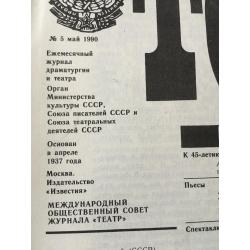 № 5 май 1990
Ежемесячный
журнал
драматургии
и театра
Орган
Министерства
культуры СССР,
Союза писателей СССР и
Союза театральных
деятелей СССР
Основан
в апреле
1937 года
Москва.
Издательство
«Известия»
МЕЖДУНАРОДНЫЙ
ОБЩЕСТВЕННЫЙ СОВЕТ
ЖУРНАЛА «ТЕАТР»
К 45-летию
Пьесы
Спектакли